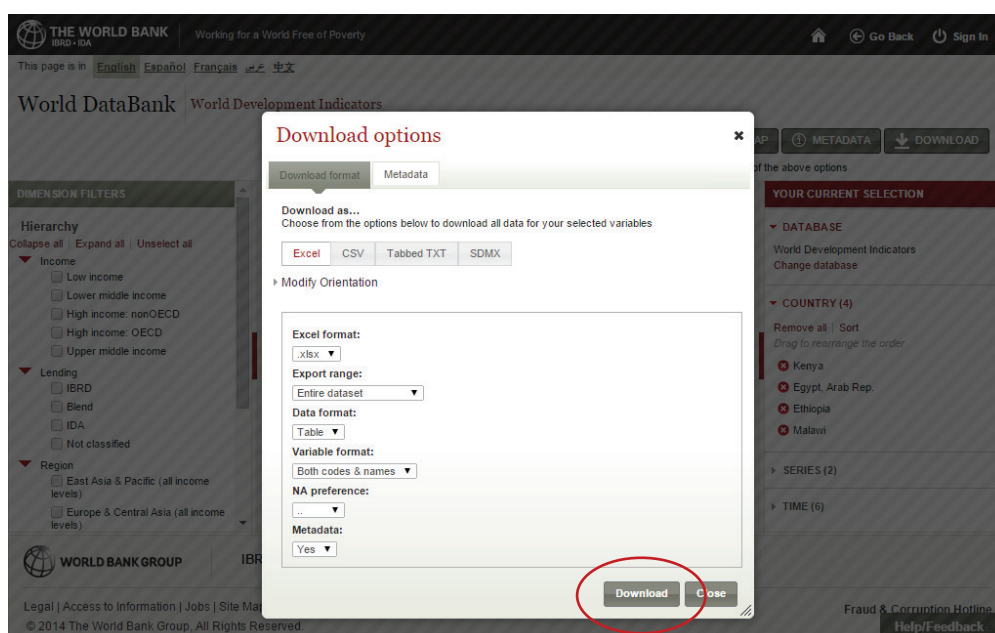 THE WORLD BANK
IBRD • IDA
Working for a World Free of Poverty
Go Back
Sign In
This page is in English Español Français عربي 中文
World DataBank World Development Indicators
AP
METADATA
DOWNLOAD
of the above options
DIMENSION FILTERS
Hierarchy
Collapse all | Expand all | Unselect all
Income
Low income
Lower middle income
High income: nonOECD
High income: OECD
Upper middle income
Lending
IBRD
Blend
IDA
Not classified
Region
East Asia & Pacific (all income
levels)
Europe & Central Asia (all income
levels)
Download options
Download format
Metadata
Download as...
Choose from the options below to download all data for your selected variables
Excel CSV Tabbed TXT SDMX
Modify Orientation
Excel format:
.xlsx
Export range:
Entire dataset
Data format:
Table
Variable format:
Both codes & names
NA preference:
..
Metadata:
Yes
Download
Close
YOUR CURRENT SELECTION
DATABASE
World Development Indicators
Change database
COUNTRY (4)
Remove all | Sort
Drag to rearrange the order
Kenya
Egypt, Arab Rep.
Ethiopia
Malawi
SERIES (2)
TIME (6)
WORLD BANK GROUP
IBR
Legal | Access to Information | Jobs | Site Ma
Fraud & Corruption Hotline
© 2014 The World Bank Group, All Rights Reserved.
Help/Feedback